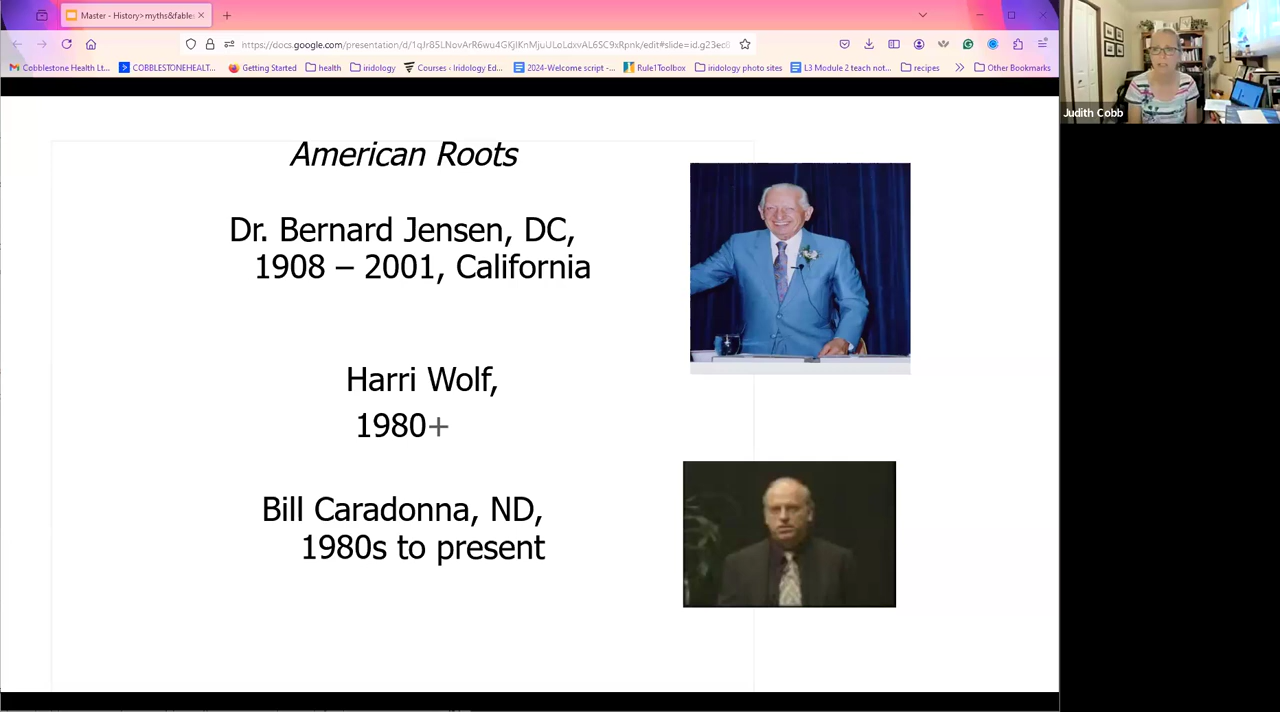 Master - History>myths&fable
https://docs.google.com/presentation/d/1qJr85LNovArR6wu4GKjIKnMjuULoLdxvAL6SC9xRpnk/edit#slide=id.g23ec
Cobblestone Health Lt...
COBBLESTONEHEALT...
Getting Started
health
iridology
Courses ‹ Iridology Ed...
2024-Welcome script -...
Rule1Toolbox
iridology photo sites
L3 Module 2 teach not...
recipes
Other Bookmarks
Judith Cobb
American Roots
Dr. Bernard Jensen, DC,
1908 – 2001, California
Harri Wolf,
1980+
Bill Caradonna, ND,
1980s to present